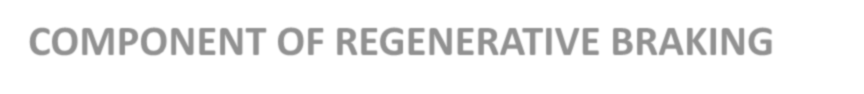 COMPONENT OF REGENERATIVE BRAKING